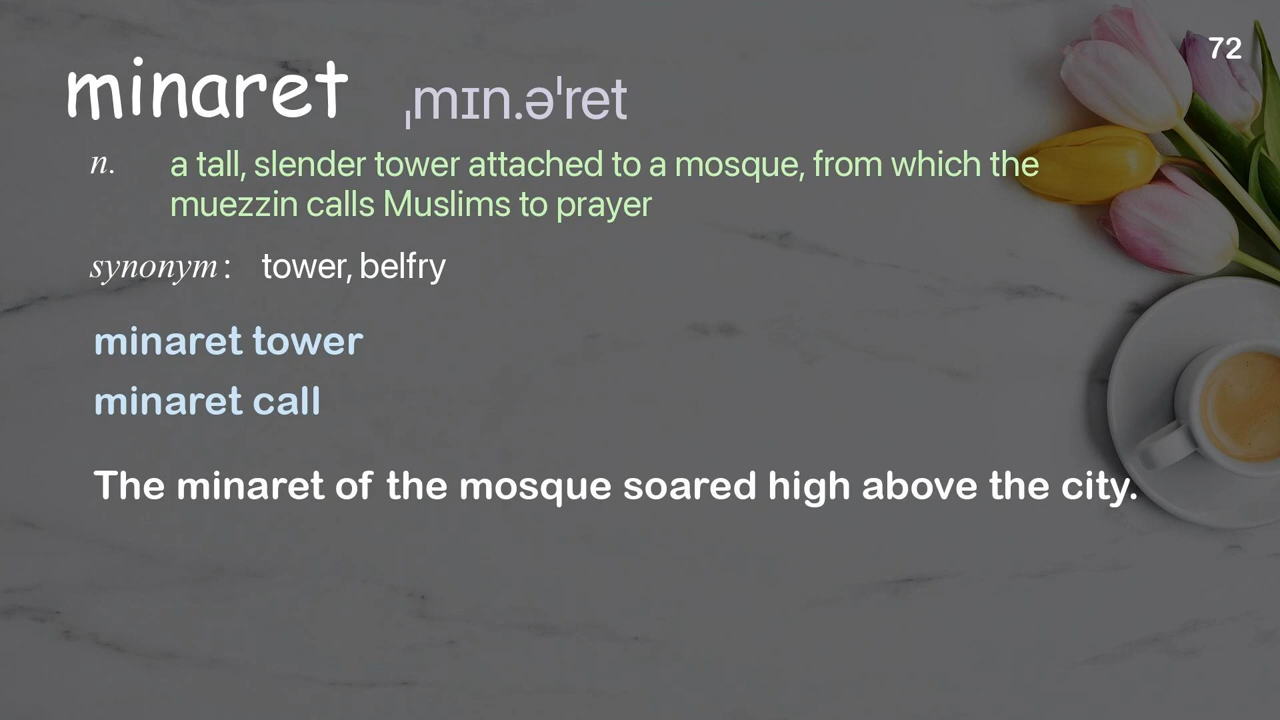 72
minaret ˌmɪn.əˈret
n. a tall, slender tower attached to a mosque, from which the
muezzin calls Muslims to prayer
synonym: tower, belfry
minaret tower
minaret call
The minaret of the mosque soared high above the city.